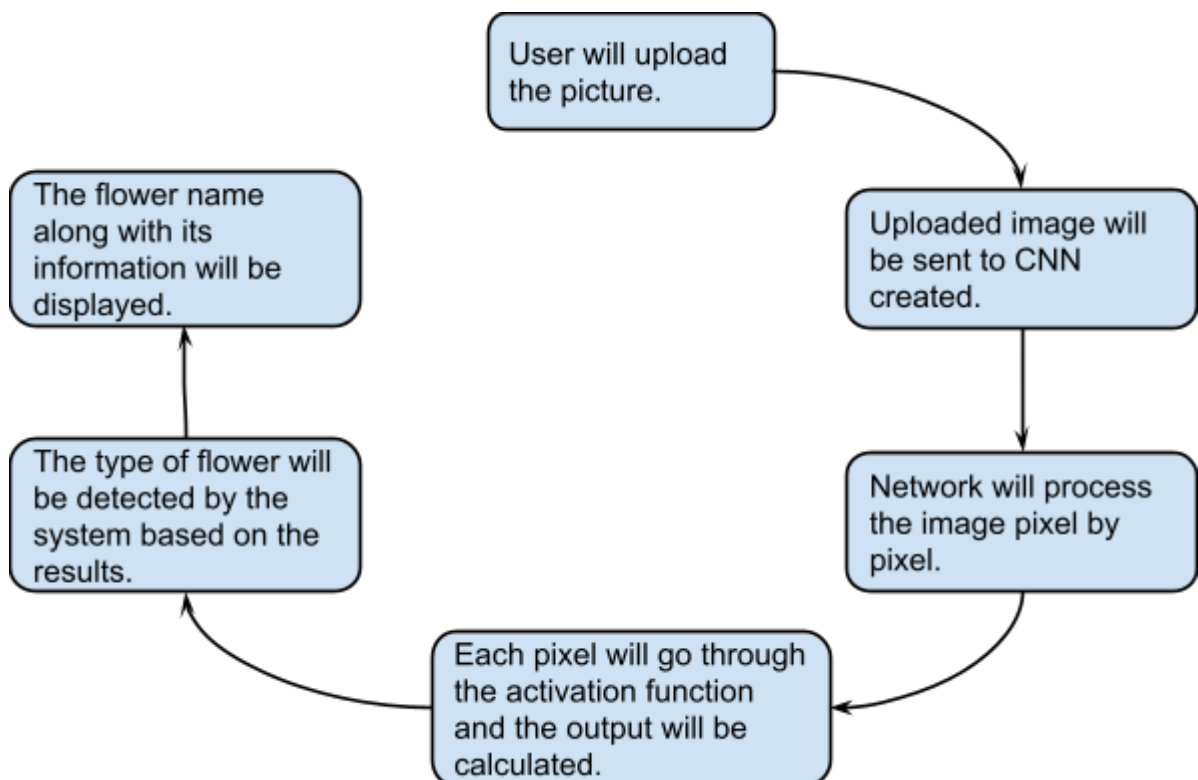 User will upload
the picture.
Uploaded image will
be sent to CNN
created.
Network will process
the image pixel by
pixel.
Each pixel will go through
the activation function
and the output will be
calculated.
The type of flower will
be detected by the
system based on the
results.
The flower name
along with its
information will be
displayed.